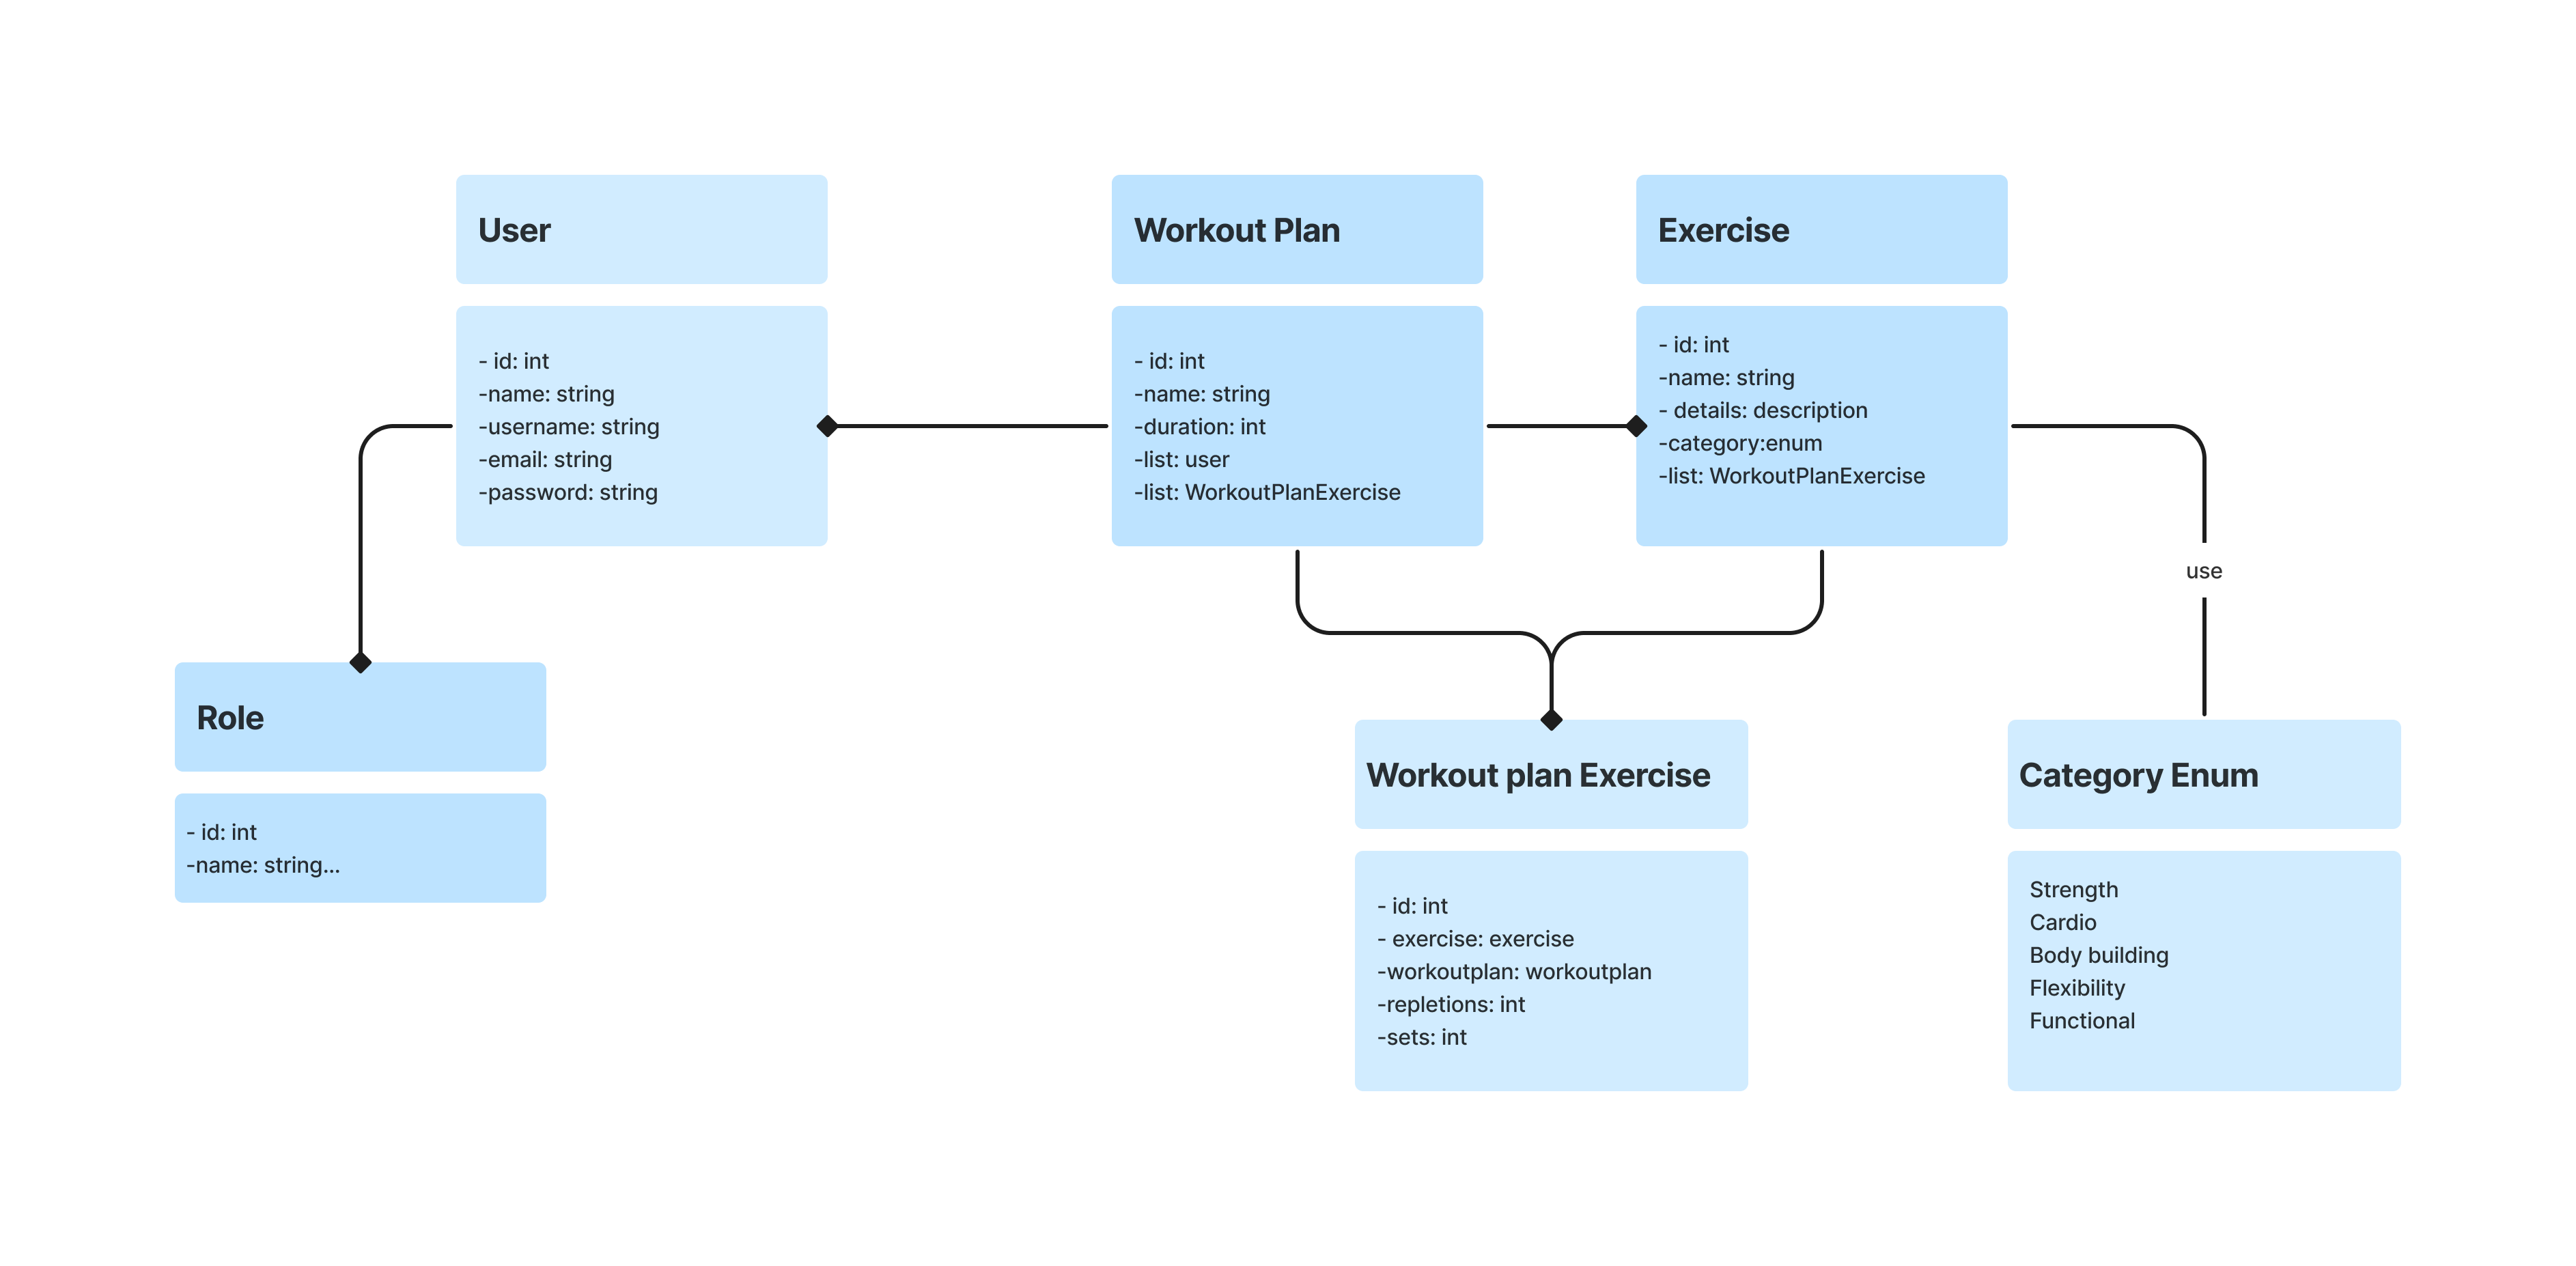 User
- id: int
-name: string
-username: string
-email: string
-password: string
Workout Plan
- id: int
-name: string
-duration: int
-list: user
-list: WorkoutPlanExercise
Exercise
- id: int
-name: string
- details: description
-category:enum
-list: WorkoutPlanExercise
use
Role
- id: int
-name: string...
Workout plan Exercise
- id: int
- exercise: exercise
-workoutplan: workoutplan
-repletions: int
-sets: int
Category Enum
Strength
Cardio
Body building
Flexibility
Functional